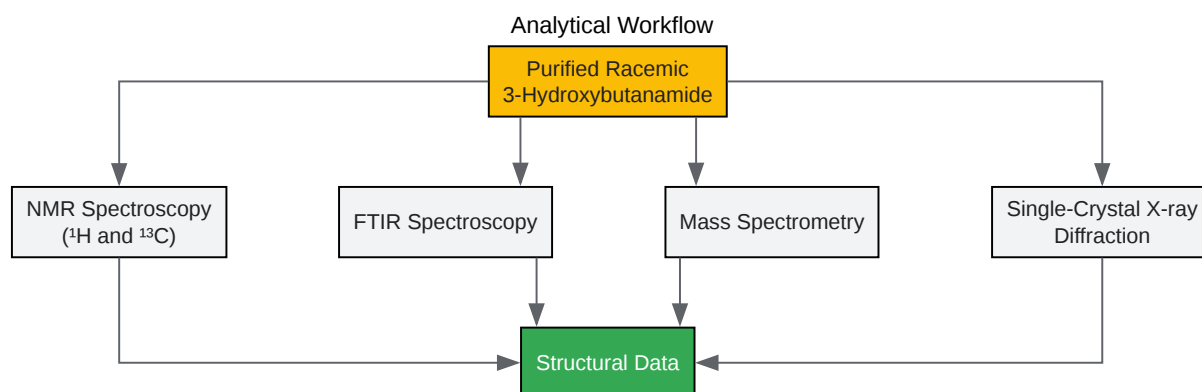 Analytical Workflow
Purified Racemic
3-Hydroxybutanamide
NMR Spectroscopy
(¹H and ¹³C)
FTIR Spectroscopy
Mass Spectrometry
Single-Crystal X-ray
Diffraction
Structural Data